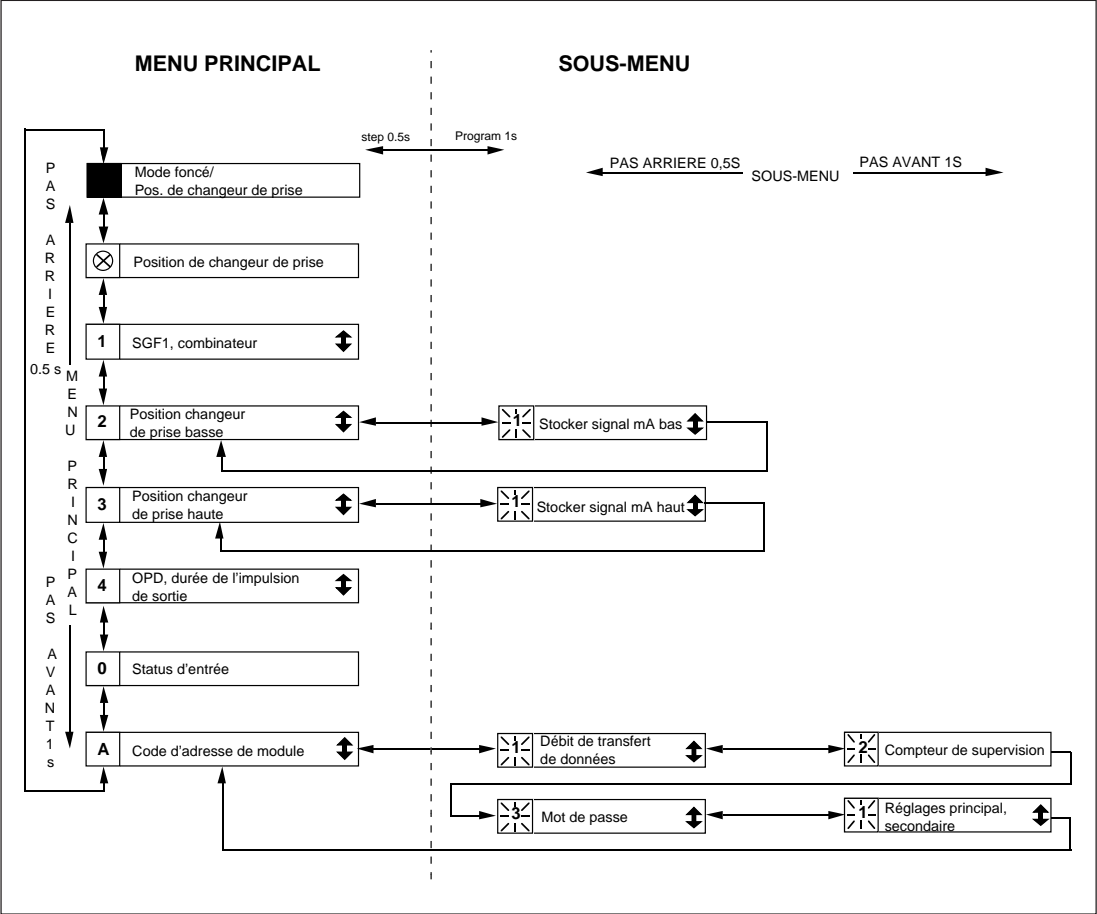 MENU PRINCIPAL
SOUS-MENU
step 0.5s
Program 1s
PAS ARRIERE 0,5S
SOUS-MENU
PAS AVANT 1S
PAS ARRIERE
0.5 s
MENU PRINCIPAL
PAS AVANT 1 s
Mode foncé/
Pos. de changeur de prise
Position de changeur de prise
1 SGF1, combinateur
2 Position changeur
de prise basse
1 Stocker signal mA bas
3 Position changeur
de prise haute
1 Stocker signal mA haut
4 OPD, durée de l'impulsion
de sortie
0 Status d'entrée
A Code d'adresse de module
1 Débit de transfert
de données
2 Compteur de supervision
3 Mot de passe
1 Réglages principal,
secondaire